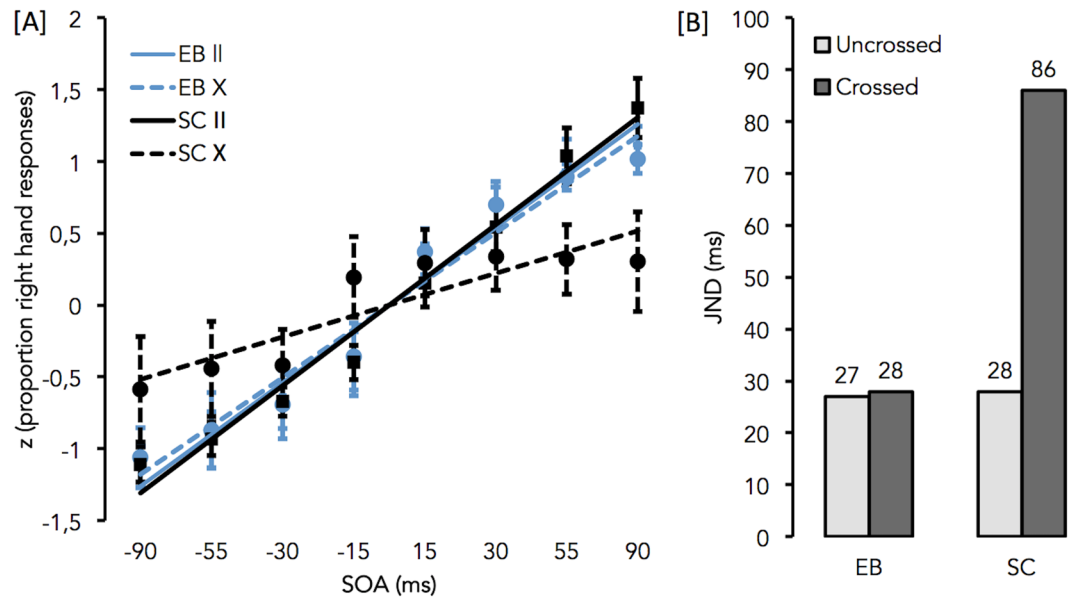 [A]
z (proportion right hand responses)
2
1,5
1
0,5
0
-0,5
-1
-1,5
EB II
EB X
SC II
SC X
-90 -55 -30 -15 15 30 55 90
SOA (ms)
[B]
JND (ms)
100
90
80
70
60
50
40
30
20
10
0
Uncrossed
Crossed
27 28 28 86
EB SC